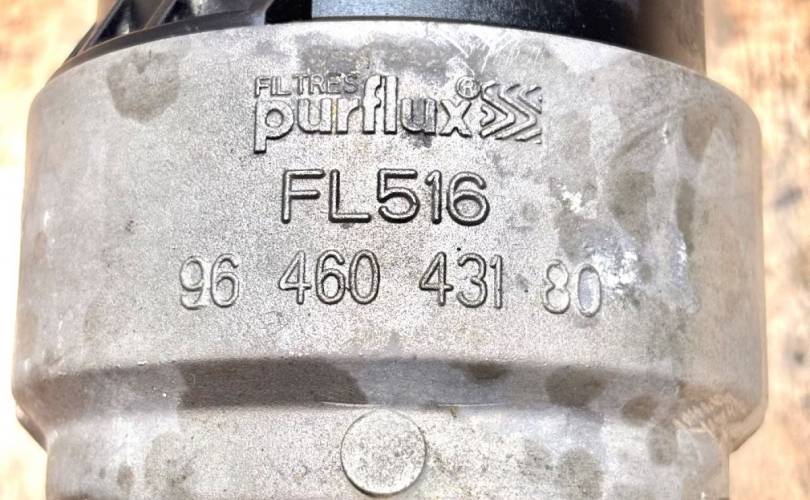 FILTRES
purflux®
FL516
96 460 431 80